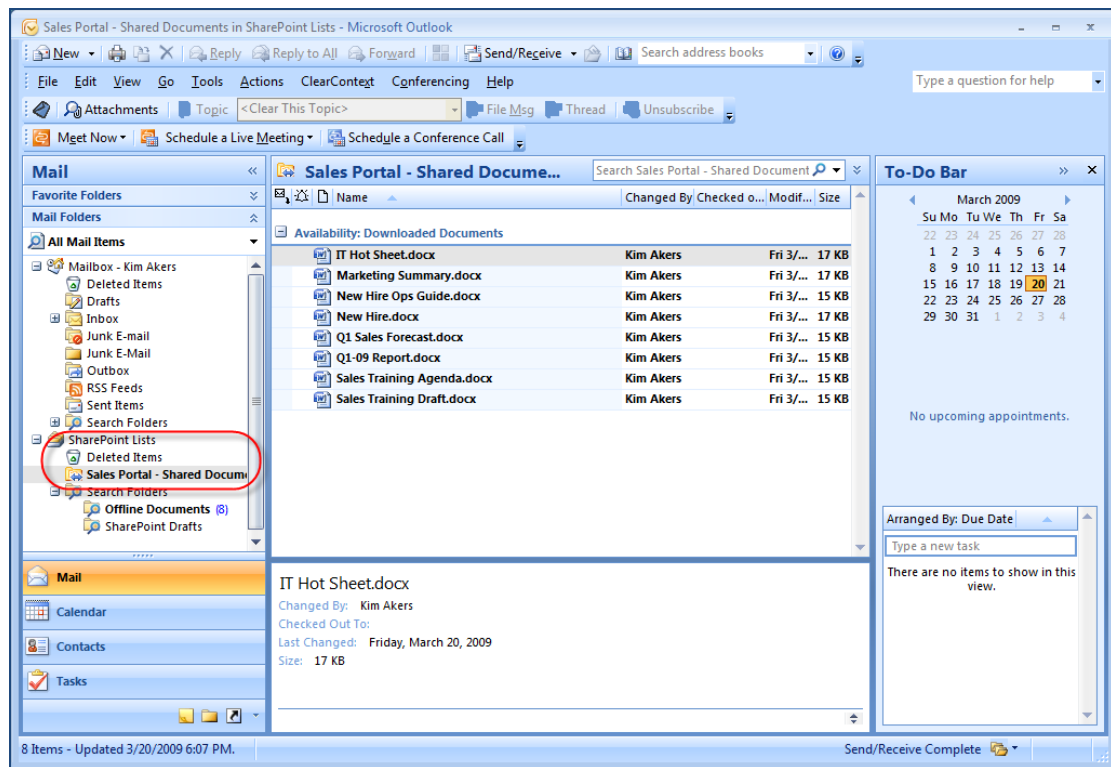 Sales Portal - Shared Documents in SharePoint Lists - Microsoft Outlook
New Reply Reply to All Forward Send/Receive Search address books
File Edit View Go Tools Actions ClearContext Conferencing Help Type a question for help
Attachments Topic <Clear This Topic> File Msg Thread Unsubscribe
Meet Now Schedule a Live Meeting Schedule a Conference Call
Mail «
Favorite Folders
Mail Folders
All Mail Items
Mailbox - Kim Akers
Deleted Items
Drafts
Inbox
Junk E-mail
Junk E-Mail
Outbox
RSS Feeds
Sent Items
Search Folders
SharePoint Lists
Deleted Items
Sales Portal - Shared Docum
Search Folders
Offline Documents (8)
SharePoint Drafts
Mail
Calendar
Contacts
Tasks
Sales Portal - Shared Docume... Search Sales Portal - Shared Document
Name Changed By Checked o... Modif... Size
Availability: Downloaded Documents
IT Hot Sheet.docx Kim Akers Fri 3/... 17 KB
Marketing Summary.docx Kim Akers Fri 3/... 17 KB
New Hire Ops Guide.docx Kim Akers Fri 3/... 15 KB
New Hire.docx Kim Akers Fri 3/... 17 KB
Q1 Sales Forecast.docx Kim Akers Fri 3/... 15 KB
Q1-09 Report.docx Kim Akers Fri 3/... 15 KB
Sales Training Agenda.docx Kim Akers Fri 3/... 15 KB
Sales Training Draft.docx Kim Akers Fri 3/... 15 KB
IT Hot Sheet.docx
Changed By: Kim Akers
Checked Out To:
Last Changed: Friday, March 20, 2009
Size: 17 KB
To-Do Bar »
March 2009
Su Mo Tu We Th Fr Sa
22 23 24 25 26 27 28
1 2 3 4 5 6 7
8 9 10 11 12 13 14
15 16 17 18 19 20 21
22 23 24 25 26 27 28
29 30 31 1 2 3 4
No upcoming appointments.
Arranged By: Due Date
Type a new task
There are no items to show in this
view.
8 Items - Updated 3/20/2009 6:07 PM. Send/Receive Complete